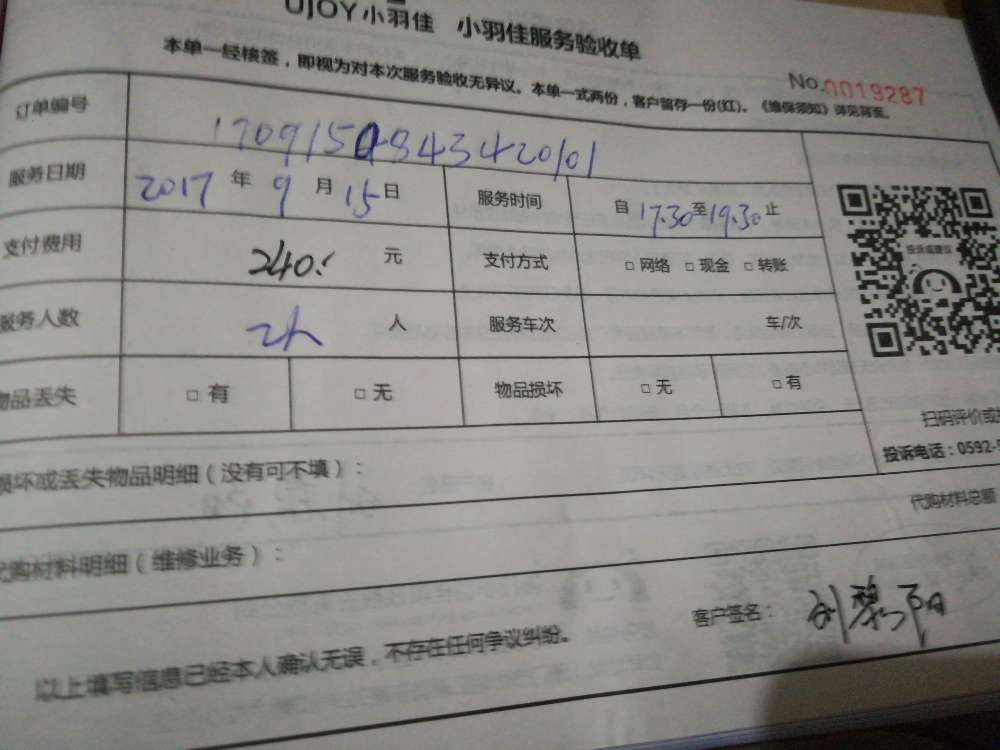 UJOY小羽佳 小羽佳服务验收单
本单一经核签，即视为对本次服务验收无异议。本单一式两份，客户留存一份(红)。《维保须知》详见背面。
No.0019287
订单编号
服务日期 2017 年 9 月 15 日 服务时间 自 17.30 至 19.30 止
支付费用 240 元 支付方式 □ 网络 □ 现金 □ 转账
服务人数 2人 人 服务车次 车/次
物品丢失 □ 有 □ 无 物品损坏 □ 无 □ 有
投诉或建议
扫码评价或
投诉电话：0592-
损坏或丢失物品明细（没有可不填）：
代购材料明细（维修业务）：
代购材料总额
以上填写信息已经本人确认无误，不存在任何争议纠纷。
客户签名：刘碧阳